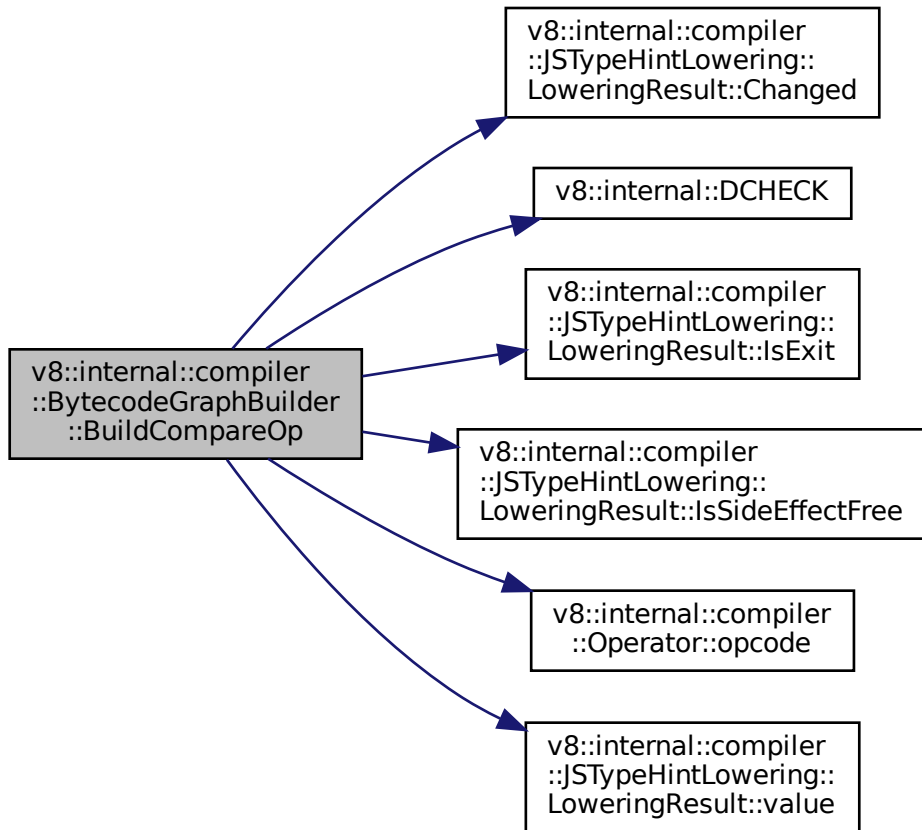 v8::internal::compiler
::JSTypeHintLowering::
LoweringResult::Changed
v8::internal::DCHECK
v8::internal::compiler
::JSTypeHintLowering::
LoweringResult::IsExit
v8::internal::compiler
::BytecodeGraphBuilder
::BuildCompareOp
v8::internal::compiler
::JSTypeHintLowering::
LoweringResult::IsSideEffectFree
v8::internal::compiler
::Operator::opcode
v8::internal::compiler
::JSTypeHintLowering::
LoweringResult::value